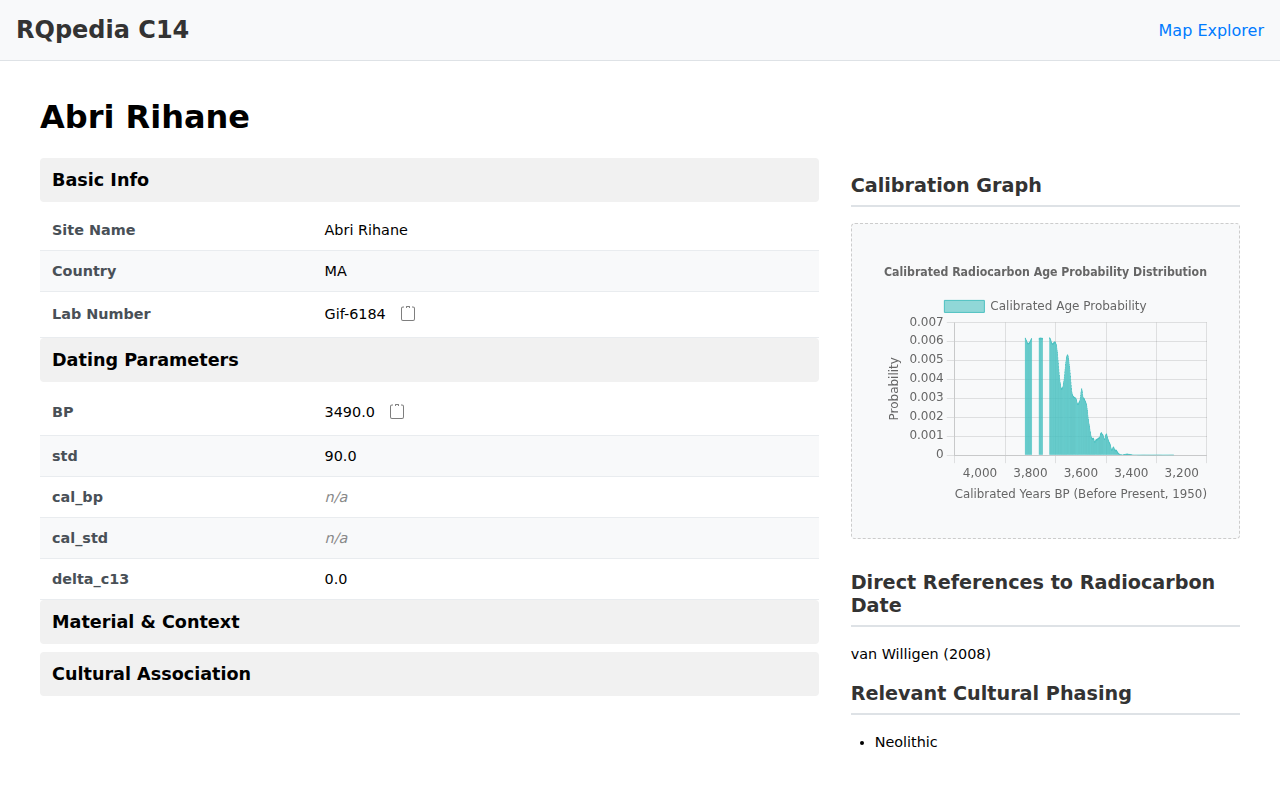 RQpedia C14
Map Explorer
Abri Rihane
Basic Info
Site Name Abri Rihane
Country MA
Lab Number Gif-6184
Dating Parameters
BP 3490.0
std 90.0
cal_bp n/a
cal_std n/a
delta_c13 0.0
Material & Context
Cultural Association
Calibration Graph
Calibrated Radiocarbon Age Probability Distribution
Calibrated Age Probability
Probability
0.007
0.006
0.005
0.004
0.003
0.002
0.001
0
4,000 3,800 3,600 3,400 3,200
Calibrated Years BP (Before Present, 1950)
Direct References to Radiocarbon
Date
van Willigen (2008)
Relevant Cultural Phasing
• Neolithic